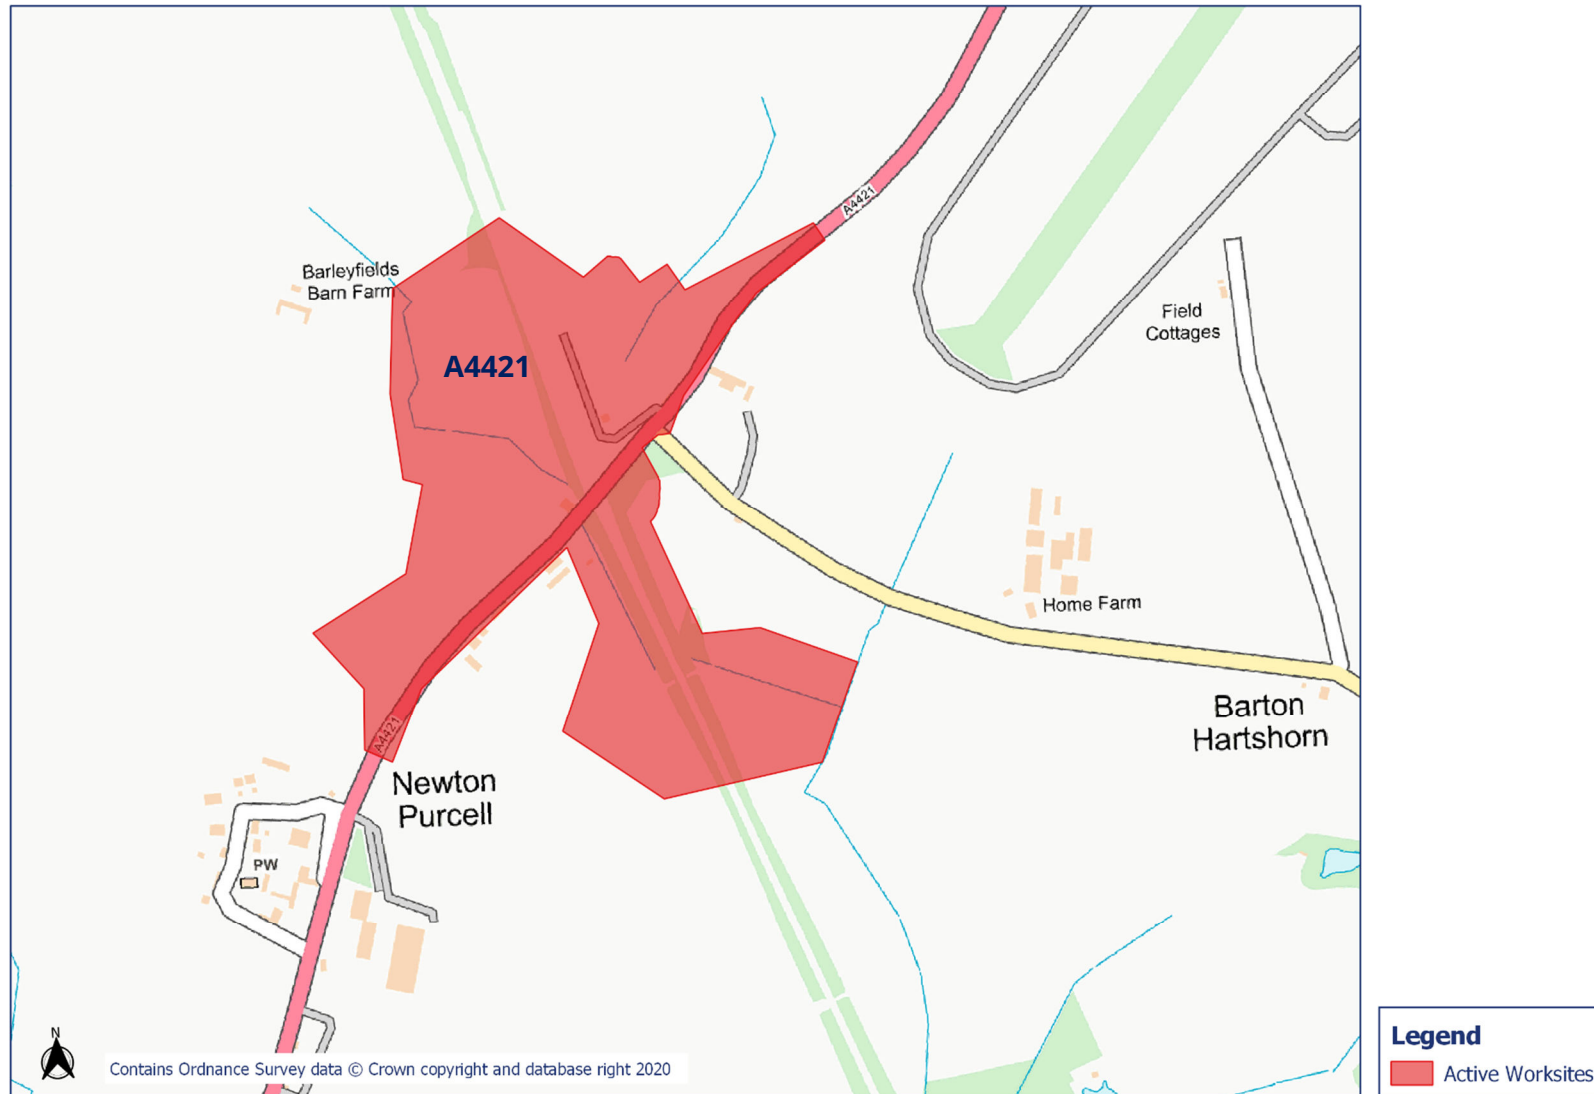 A4421
Barleyfields
Barn Farm
Field
Cottages
A4421
Home Farm
Barton
Hartshorn
A4421
Newton
Purcell
PW
N
Contains Ordnance Survey data © Crown copyright and database right 2020
Legend
Active Worksites